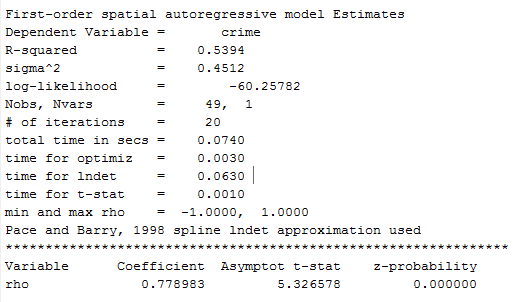 First-order spatial autoregressive model Estimates
Dependent Variable = crime
R-squared = 0.5394
sigma^2 = 0.4512
log-likelihood = -60.25782
Nobs, Nvars = 49, 1
# of iterations = 20
total time in secs = 0.0740
time for optimiz = 0.0030
time for lndet = 0.0630
time for t-stat = 0.0010
min and max rho = -1.0000, 1.0000
Pace and Barry, 1998 spline lndet approximation used
***************************************************************
Variable Coefficient Asymptot t-stat z-probability
rho 0.778983 5.326578 0.000000